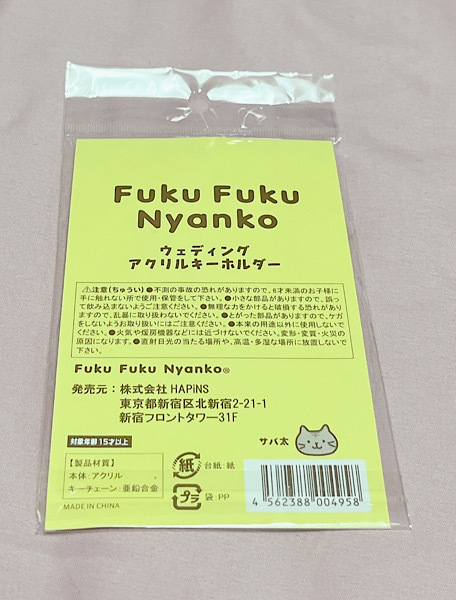 Fuku Fuku
Nyanko
ウェディング
アクリルキーホルダー
⚠注意(ちゅうい)●不測の事故の恐れがありますので、6才未満のお子様に
手に触れない所で使用・保管をして下さい。●小さな部品がありますので、誤っ
て飲み込まないようご注意ください。●無理な力をかけると破損する恐れがあり
ますので、乱暴に取り扱わないでください。●とがった部品がありますので、ケガ
をしないようお取り扱いにはご注意ください。●本来の用途以外に使用しないで
ください。●火気や煖房機器などには近づけないでください。変形・変質・火災の
原因になります。●直射日光の当たる場所や、高温・多湿な場所に放置しないで
下さい。
Fuku Fuku Nyanko®
発売元:株式会社 HAPiNS
東京都新宿区北新宿2-21-1
新宿フロントタワー31F
対象年齢15才以上
サバ太
【製品材質】
本体:アクリル 、
キーチェーン:亜鉛合金
MADE IN CHINA
紙 台紙:紙
プラ 袋:PP
4 562388 004958